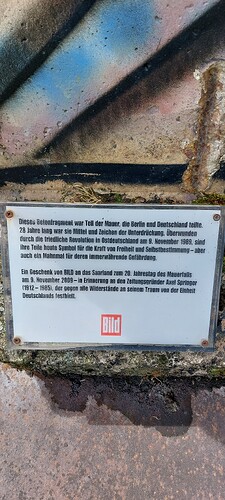 Dieses Betonfragment war Teil der Mauer, die Berlin und Deutschland teilte.
28 Jahre lang war sie Mittel und Zeichen der Unterdrückung. Überwunden
durch die friedliche Revolution in Ostdeutschland am 9. November 1989, sind
ihre Teile heute Symbol für die Kraft von Freiheit und Selbstbestimmung – aber
auch ein Mahnmal für deren immerwährende Gefährdung.
Ein Geschenk von BILD an das Saarland zum 20. Jahrestag des Mauerfalls
am 9. November 2009 – in Erinnerung an den Zeitungsgründer Axel Springer
(1912 – 1985), der gegen alle Widerstände an seinem Traum von der Einheit
Deutschlands festhielt.
Bild